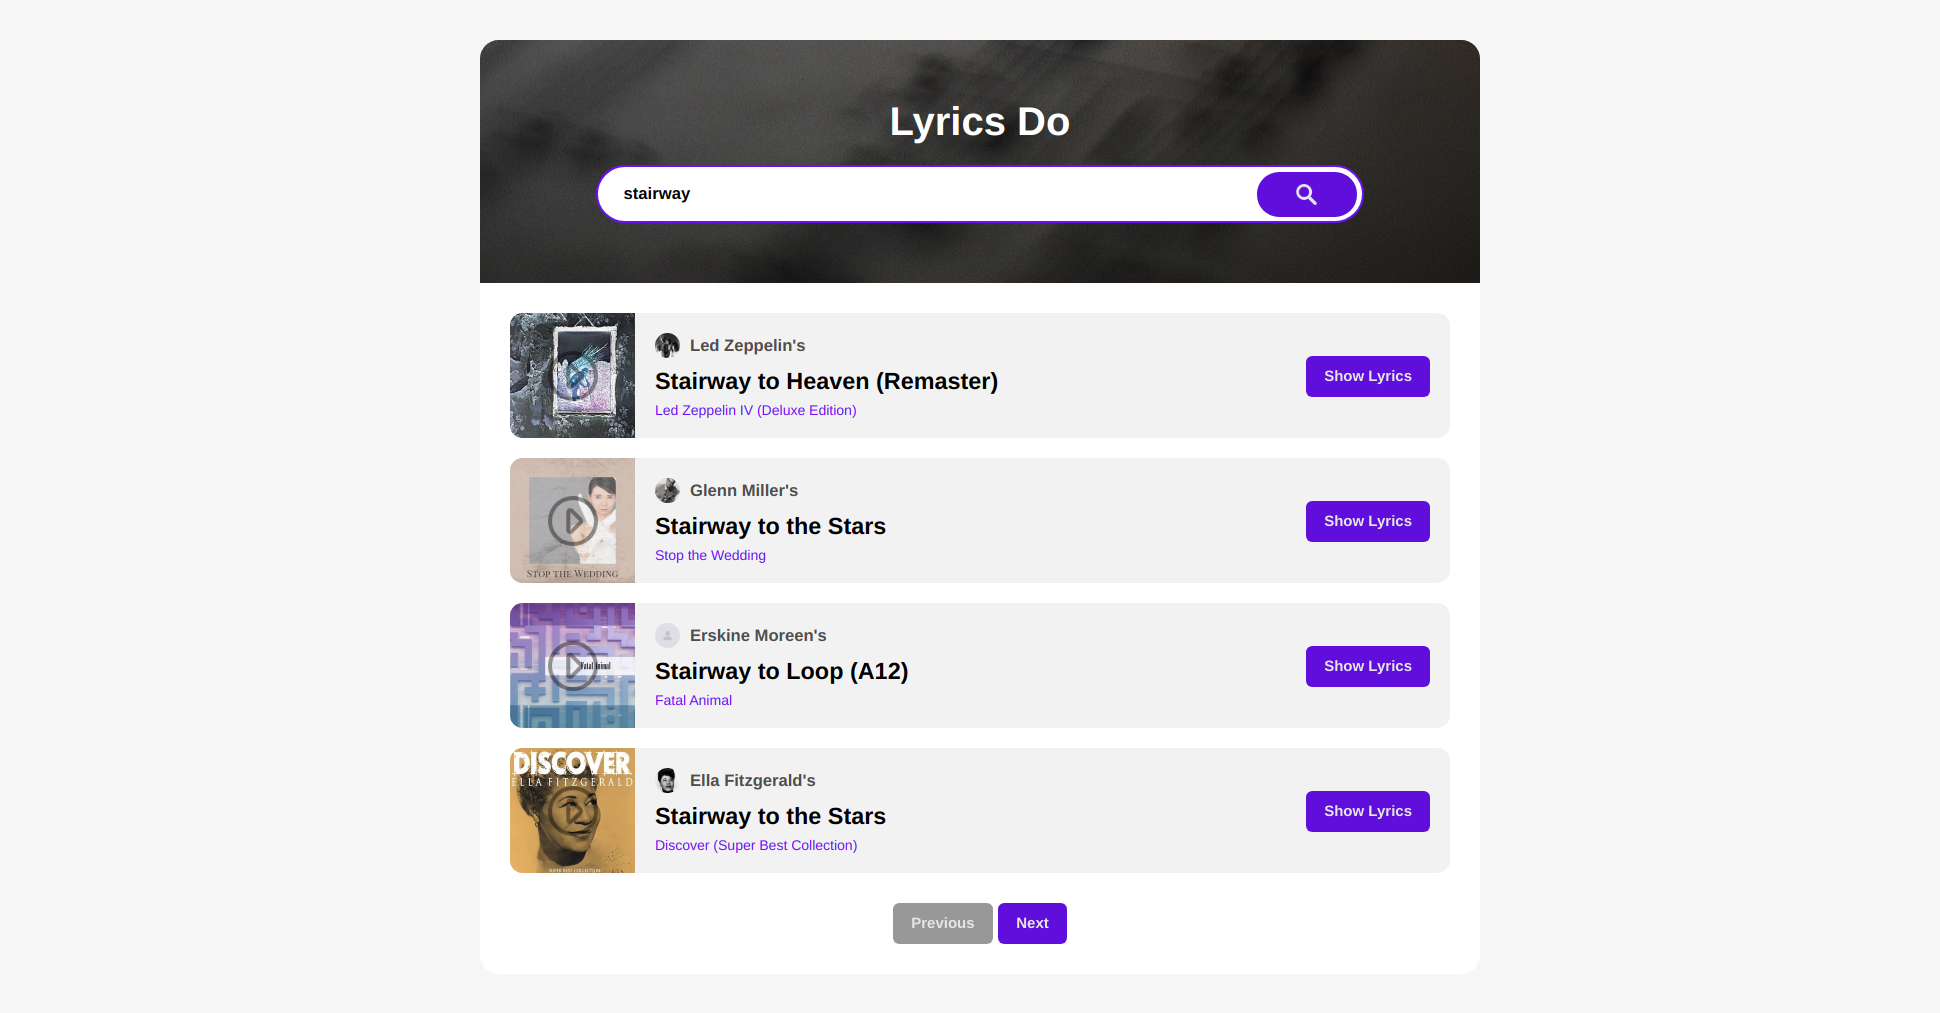 Lyrics Do
stairway
Led Zeppelin's
Stairway to Heaven (Remaster)
Led Zeppelin IV (Deluxe Edition)
Show Lyrics
STOP THE WEDDING
Glenn Miller's
Stairway to the Stars
Stop the Wedding
Show Lyrics
Fatal Animal
Erskine Moreen's
Stairway to Loop (A12)
Fatal Animal
Show Lyrics
DISCOVER
ELLA FITZGERALD
SUPER BEST COLLECTION
Ella Fitzgerald's
Stairway to the Stars
Discover (Super Best Collection)
Show Lyrics
Previous
Next